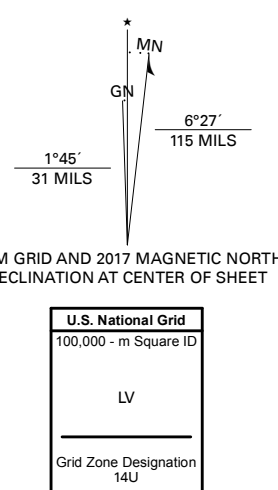 ★
MN
GN
6°27´
115 MILS
1°45´
31 MILS
M GRID AND 2017 MAGNETIC NORTH
ECLINATION AT CENTER OF SHEET
U.S. National Grid
100,000 - m Square ID
LV
Grid Zone Designation
14U